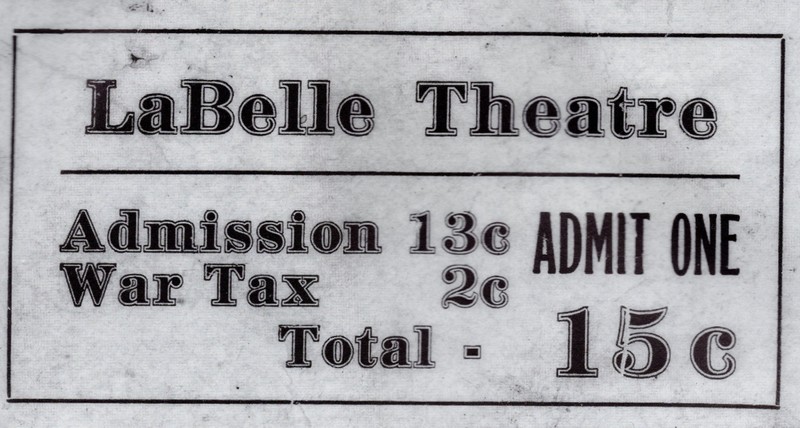 LaBelle Theatre
Admission 13c ADMIT ONE
War Tax 2c
Total - 15c